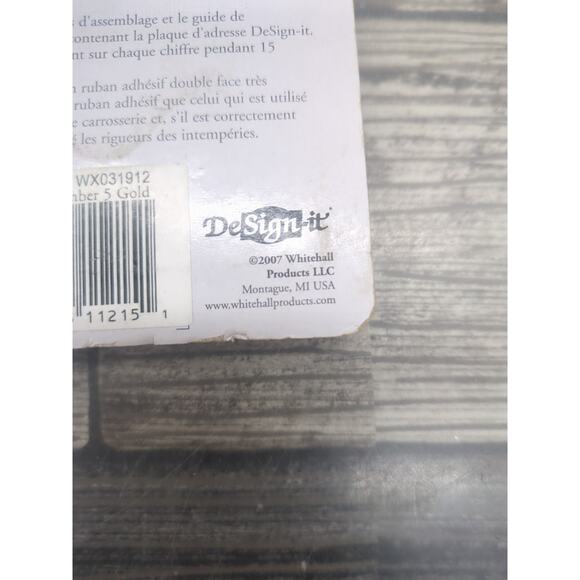 s d'assemblage et le guide de
ontenant la plaque d'adresse DeSign-it.
nt sur chaque chiffre pendant 15
n ruban adhésif double face très
ruban adhésif que celui qui est utilisé
e carrosserie et, s'il est correctement
é les rigueurs des intempéries.
WX031912
mber 5 Gold
11215 1
DeSign-it
©2007 Whitehall
Products LLC
Montague, MI USA
www.whitehallproducts.com